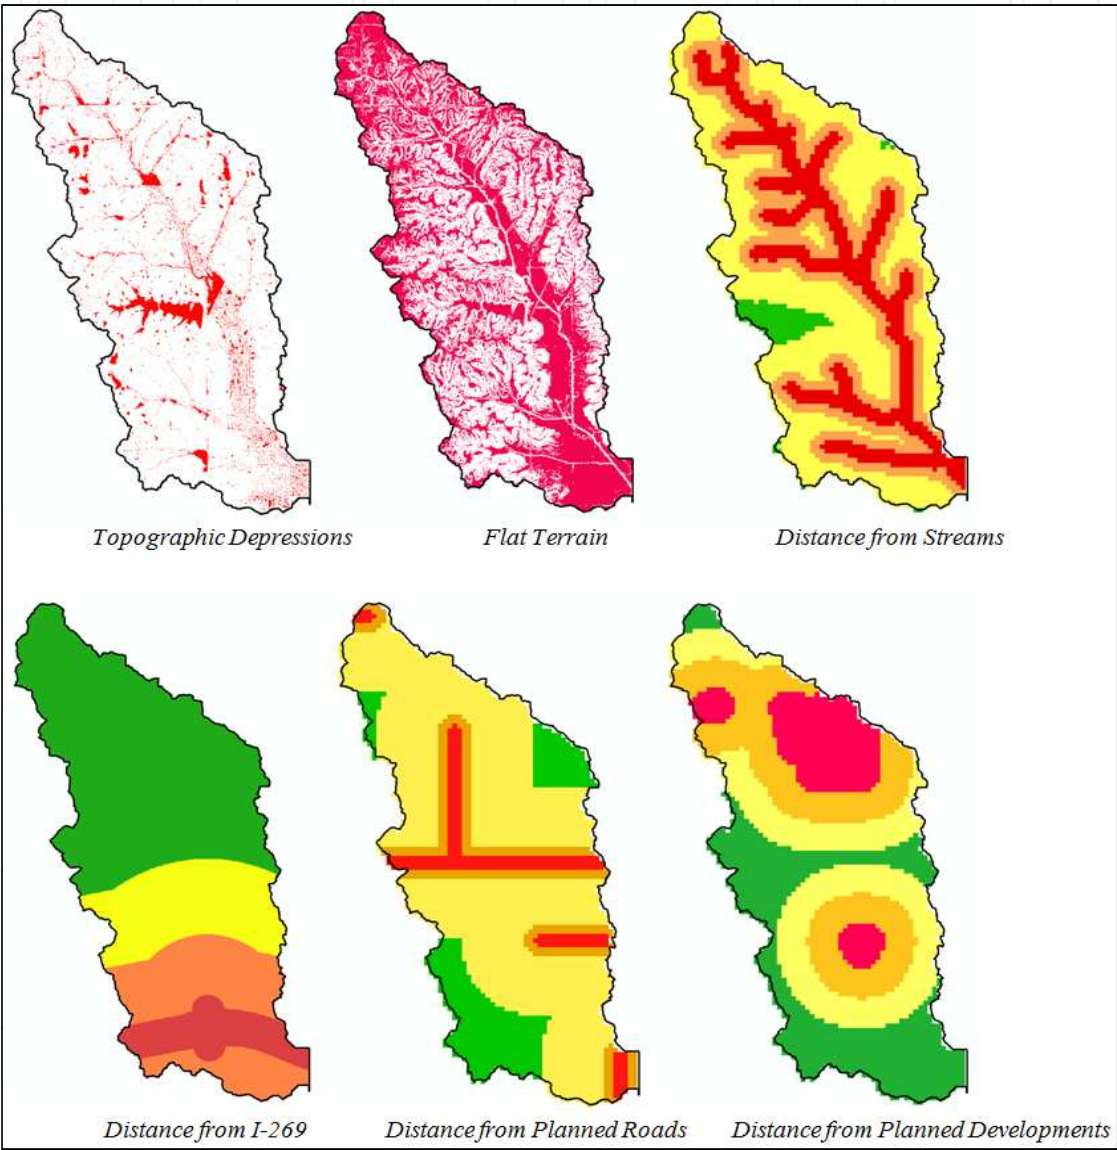 Topographic Depressions
Flat Terrain
Distance from Streams
Distance from I-269
Distance from Planned Roads
Distance from Planned Developments